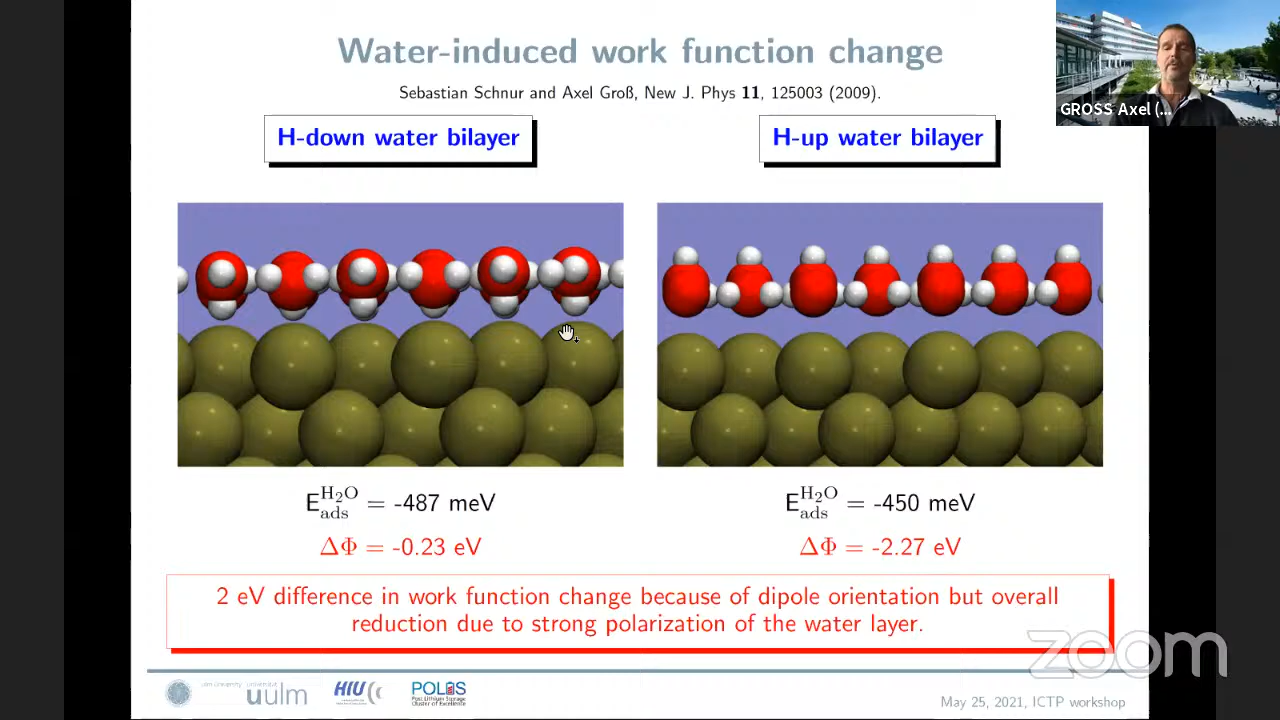 Water-induced work function change
Sebastian Schnur and Axel Groß, New J. Phys 11, 125003 (2009).
GROSS Axel (...
H-down water bilayer
H-up water bilayer
E_ads^H2O = -487 meV
ΔΦ = -0.23 eV
E_ads^H2O = -450 meV
ΔΦ = -2.27 eV
2 eV difference in work function change because of dipole orientation but overall
reduction due to strong polarization of the water layer.
zoom
uulm
HIU
POLiS
Post Lithium Storage
Cluster of Excellence
May 25, 2021, ICTP workshop